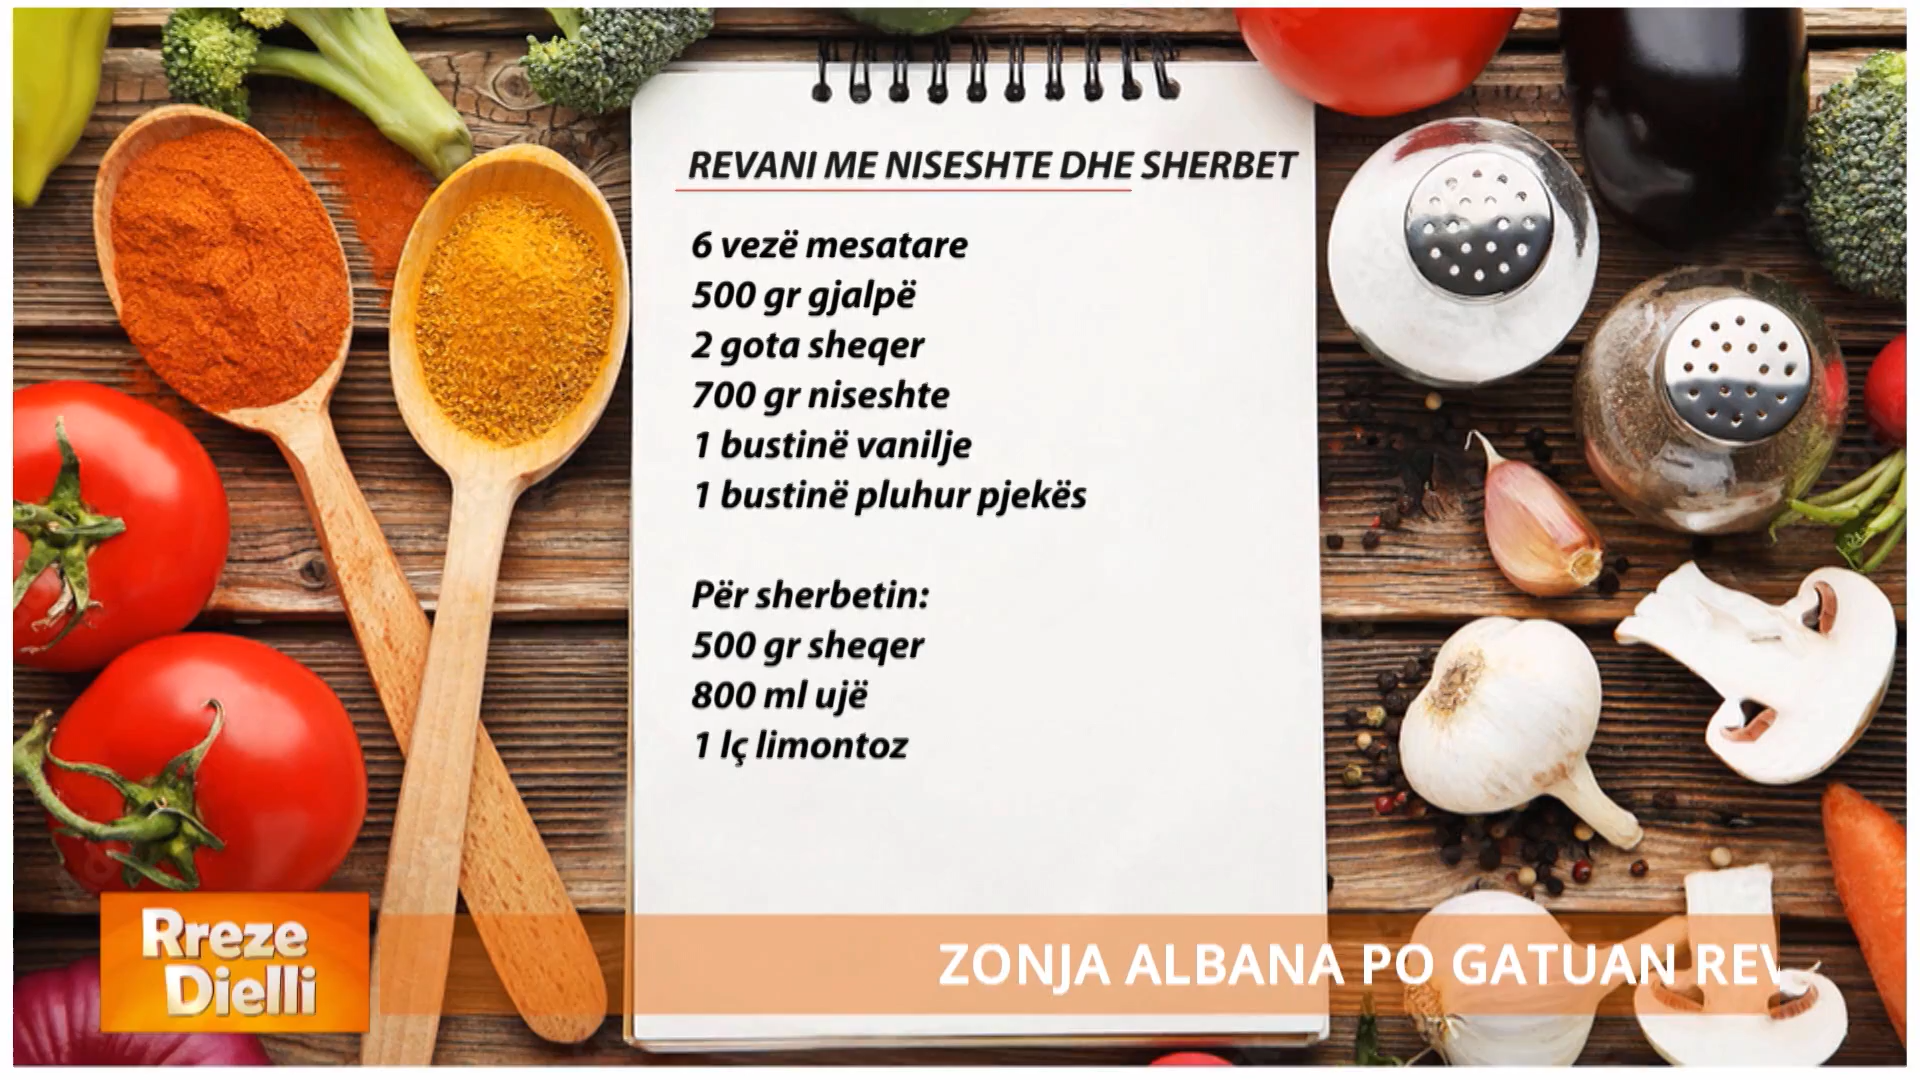 REVANI ME NISESHTE DHE SHERBET
6 vezë mesatare
500 gr gjalpë
2 gota sheqer
700 gr niseshte
1 bustinë vanilje
1 bustinë pluhur pjekës
Për sherbetin:
500 gr sheqer
800 ml ujë
1 lç limontoz
Rreze
Dielli
ZONJA ALBANA PO GATUAN REV